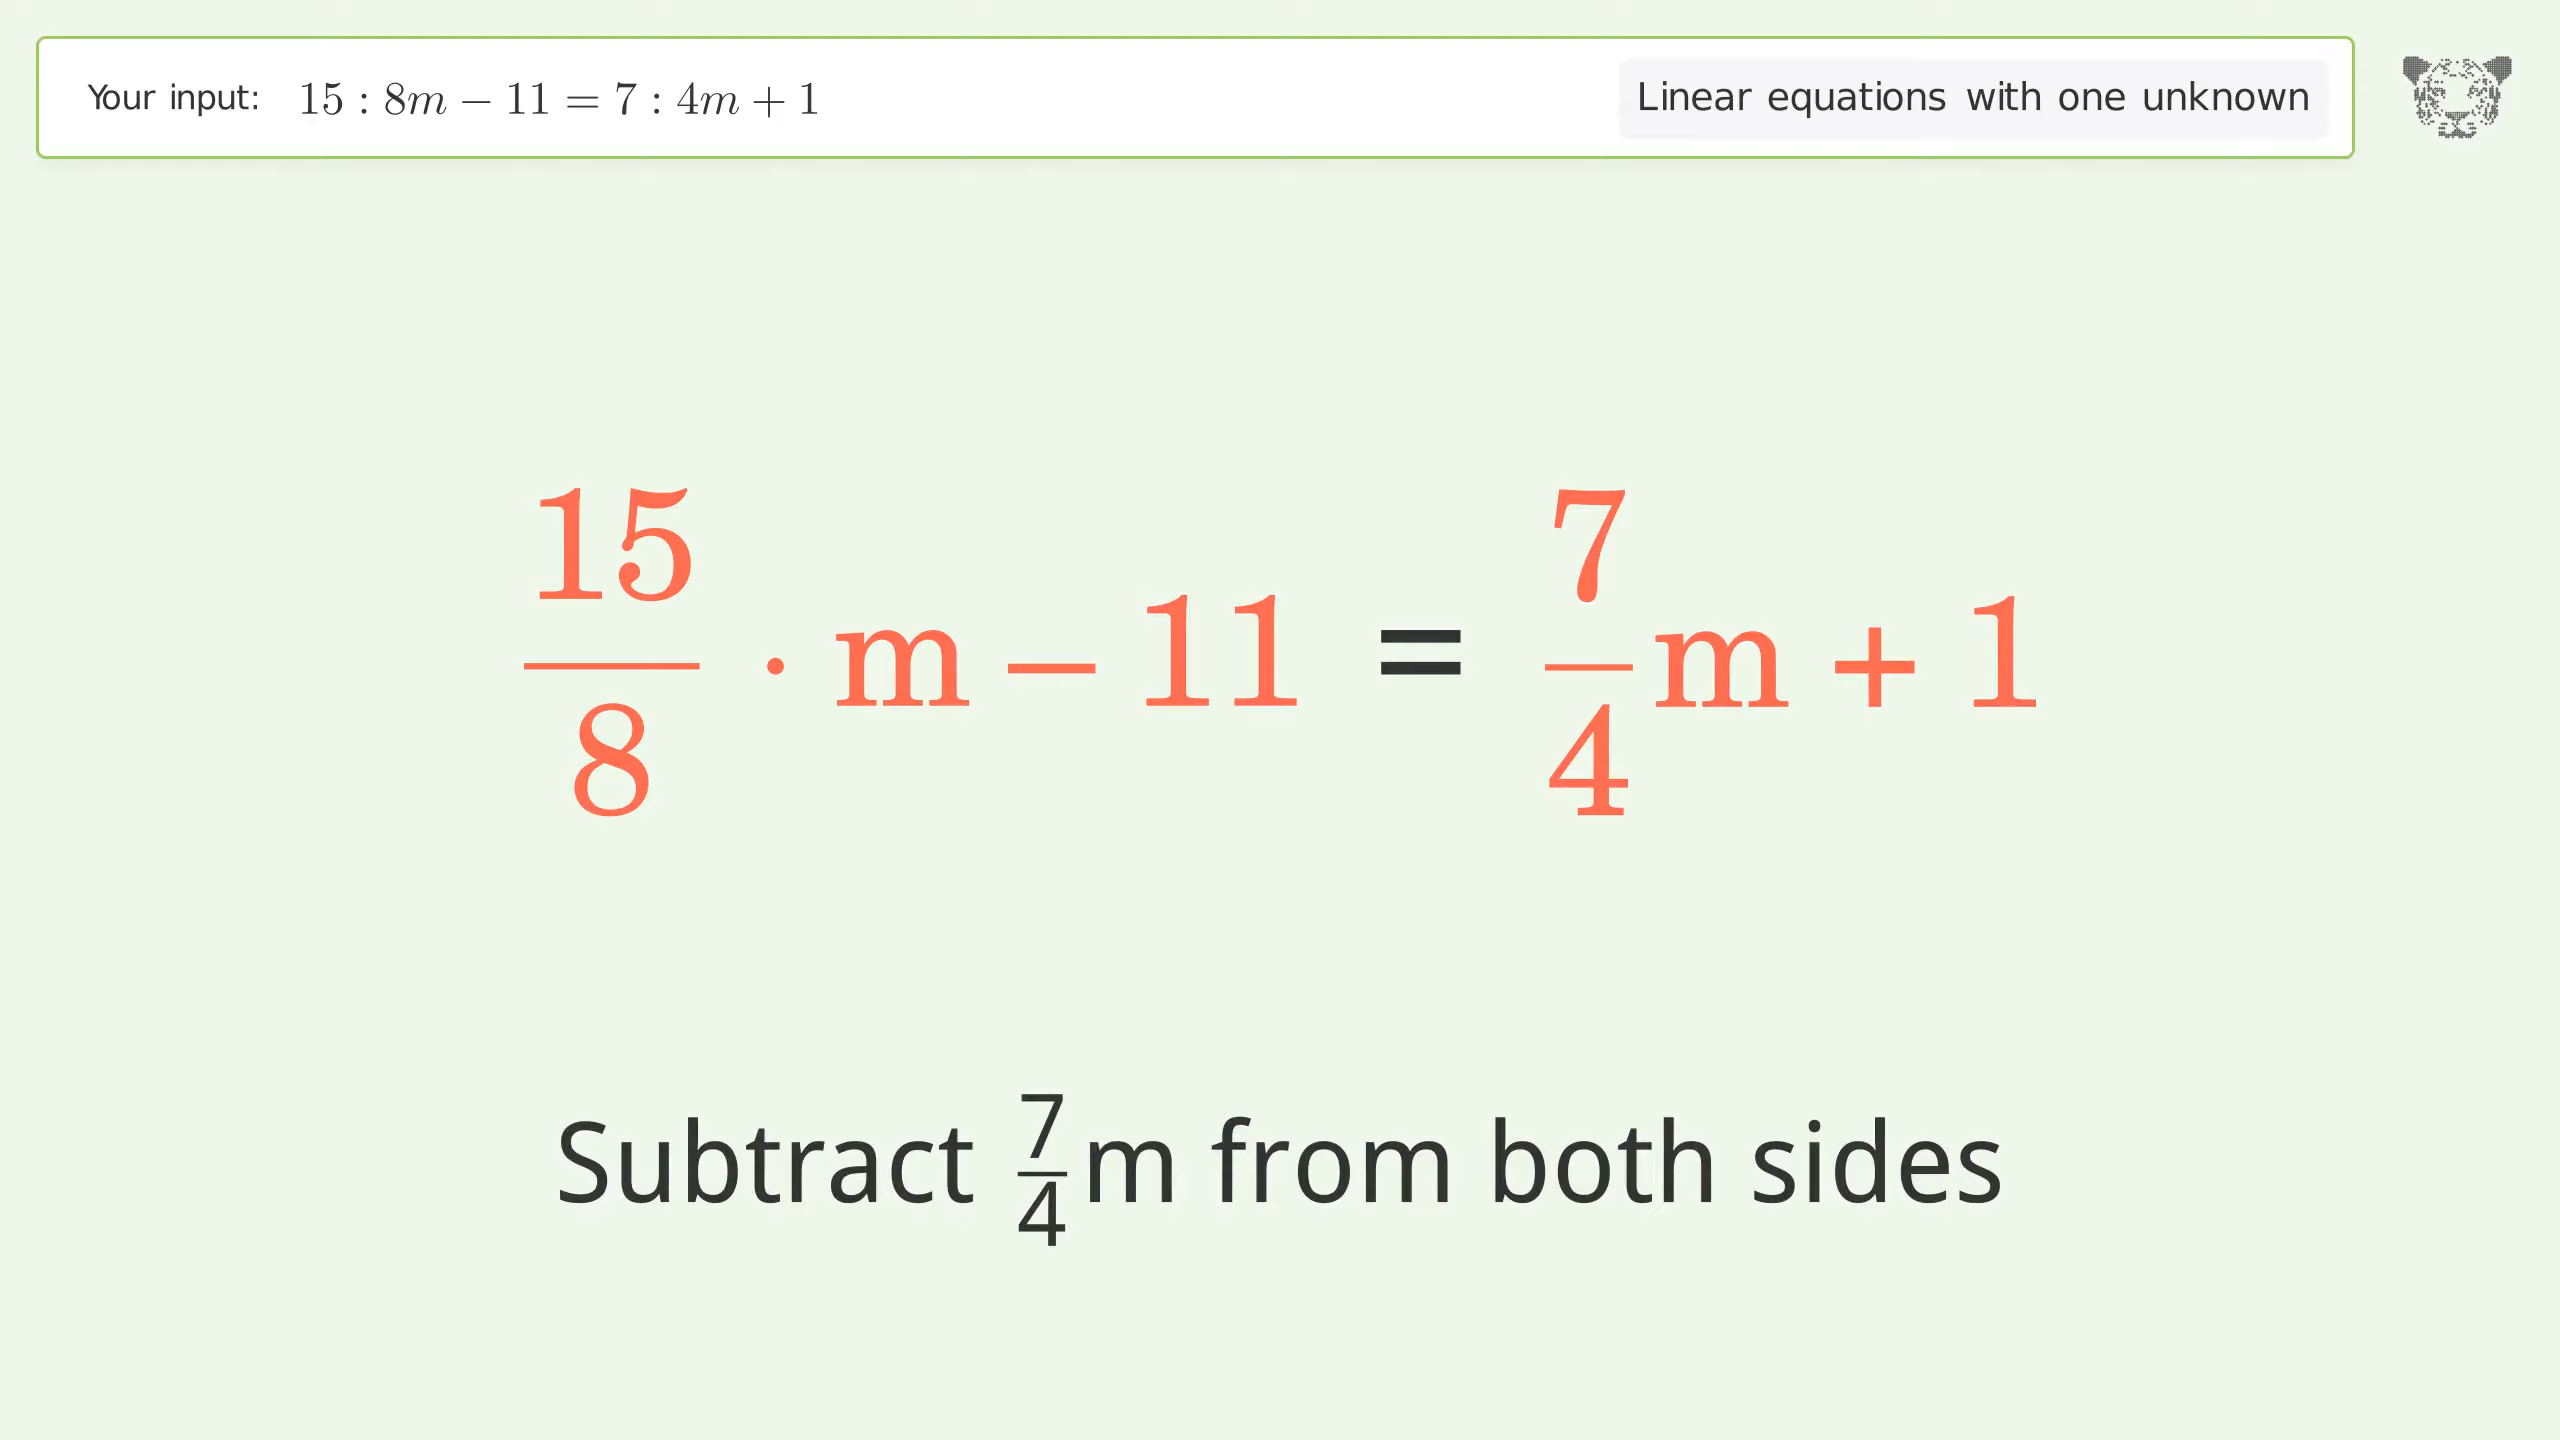 Your input: 15 : 8m − 11 = 7 : 4m + 1
Linear equations with one unknown
15/8 · m − 11 = 7/4 m + 1
Subtract 7/4 m from both sides